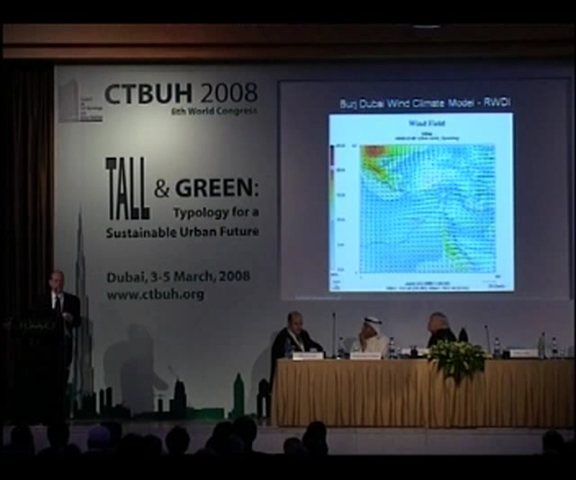 CTBUH 2008
8th World Congress
TALL & GREEN:
Typology for a
Sustainable Urban Future
Dubai, 3-5 March, 2008
www.ctbuh.org
Burj Dubai Wind Climate Model - RWDI
Wind Field